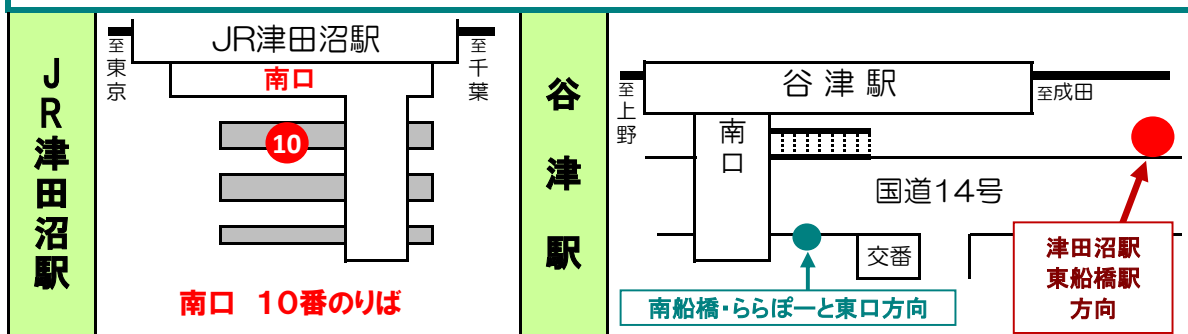 JR津田沼駅
JR津田沼駅
至東京
至千葉
南口
10
南口 10番のりば
谷津駅
谷津駅
至上野
至成田
南口
国道14号
交番
南船橋・ららぽーと東口方向
津田沼駅
東船橋駅
方向